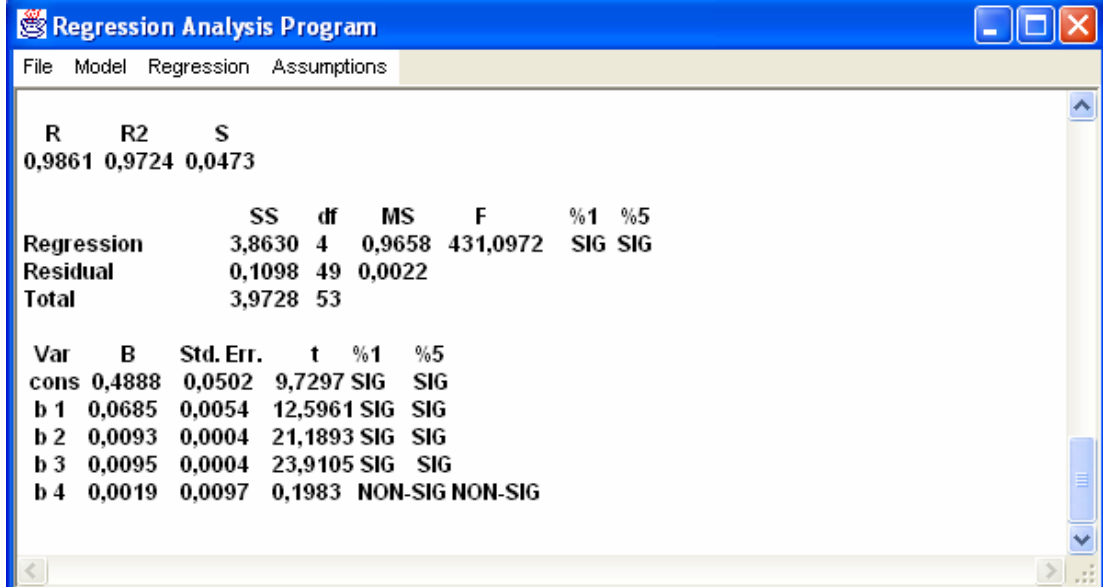 Regression Analysis Program
File Model Regression Assumptions
R R2 S
0,9861 0,9724 0,0473
SS df MS F %1 %5
Regression 3,8630 4 0,9658 431,0972 SIG SIG
Residual 0,1098 49 0,0022
Total 3,9728 53
Var B Std. Err. t %1 %5
cons 0,4888 0,0502 9,7297 SIG SIG
b 1 0,0685 0,0054 12,5961 SIG SIG
b 2 0,0093 0,0004 21,1893 SIG SIG
b 3 0,0095 0,0004 23,9105 SIG SIG
b 4 0,0019 0,0097 0,1983 NON-SIG NON-SIG